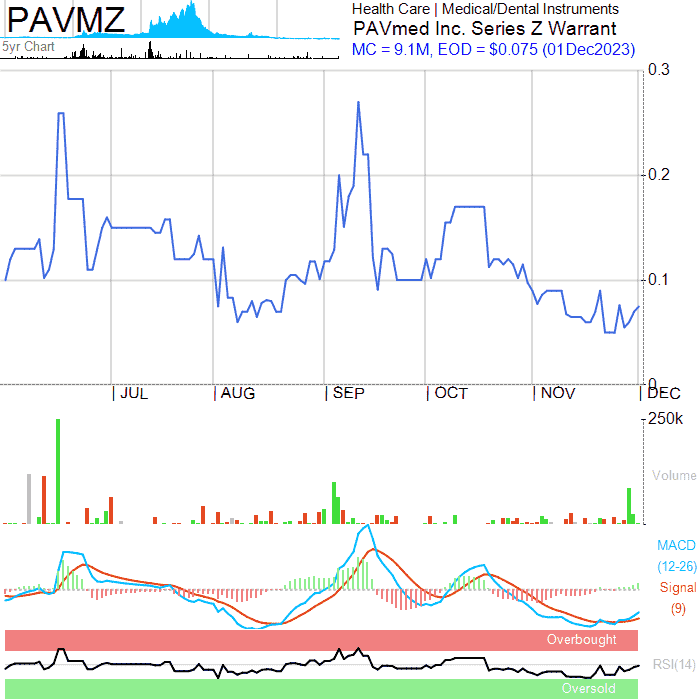 PAVMZ
5yr Chart
Health Care | Medical/Dental Instruments
PAVmed Inc. Series Z Warrant
MC = 9.1M, EOD = $0.075 (01Dec2023)
0.3
0.2
0.1
0
JUL AUG SEP OCT NOV DEC
250k
Volume
MACD
(12-26)
Signal
(9)
Overbought
RSI(14)
Oversold